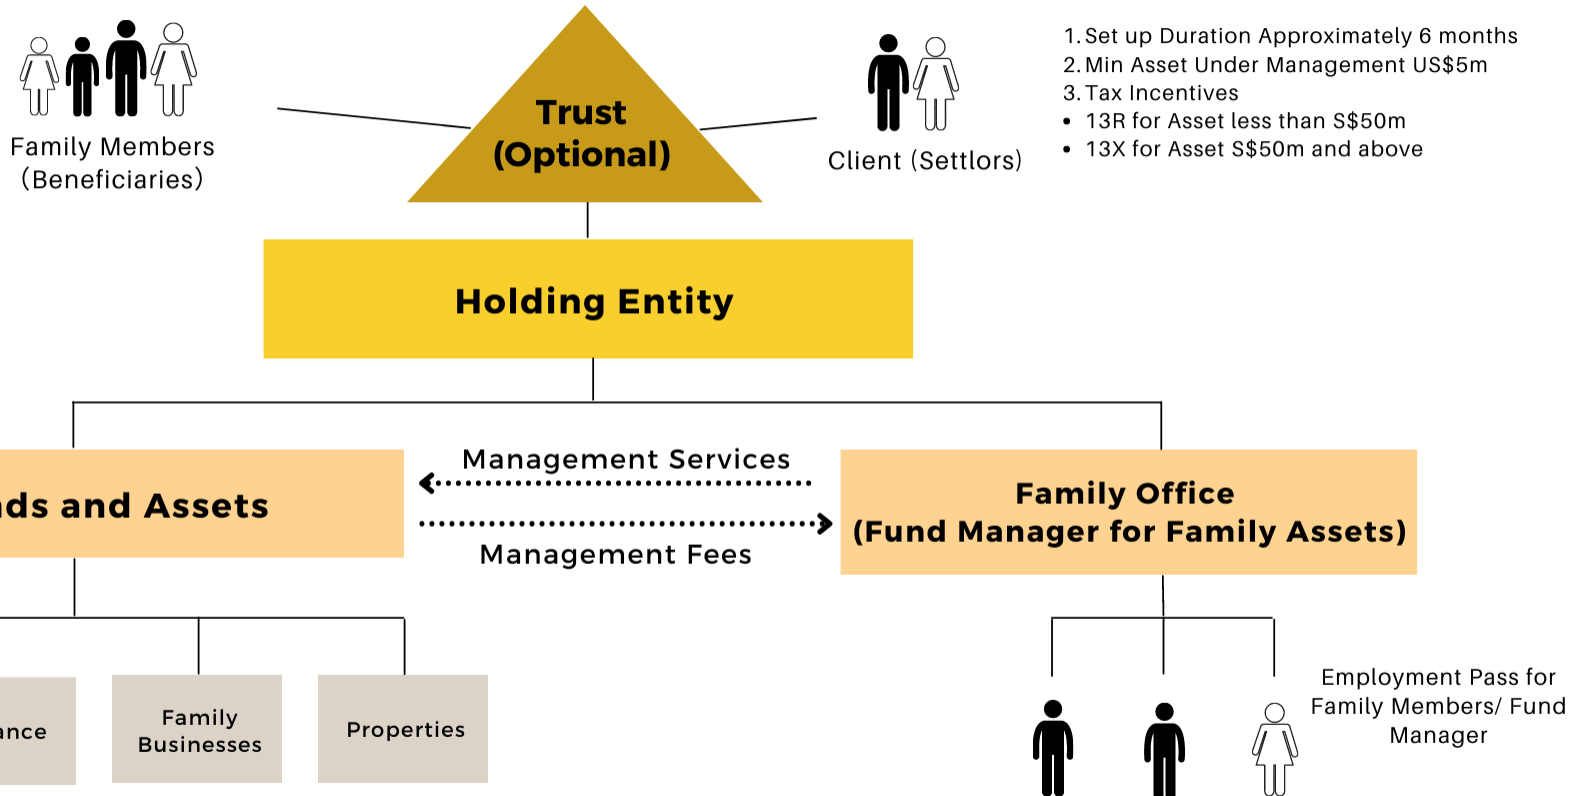 Family Members
(Beneficiaries)
Trust
(Optional)
Client (Settlors)
1. Set up Duration Approximately 6 months
2. Min Asset Under Management US$5m
3. Tax Incentives
• 13R for Asset less than S$50m
• 13X for Asset S$50m and above
Holding Entity
ds and Assets
Management Services
Management Fees
Family Office
(Fund Manager for Family Assets)
ance
Family
Businesses
Properties
Employment Pass for
Family Members/ Fund
Manager